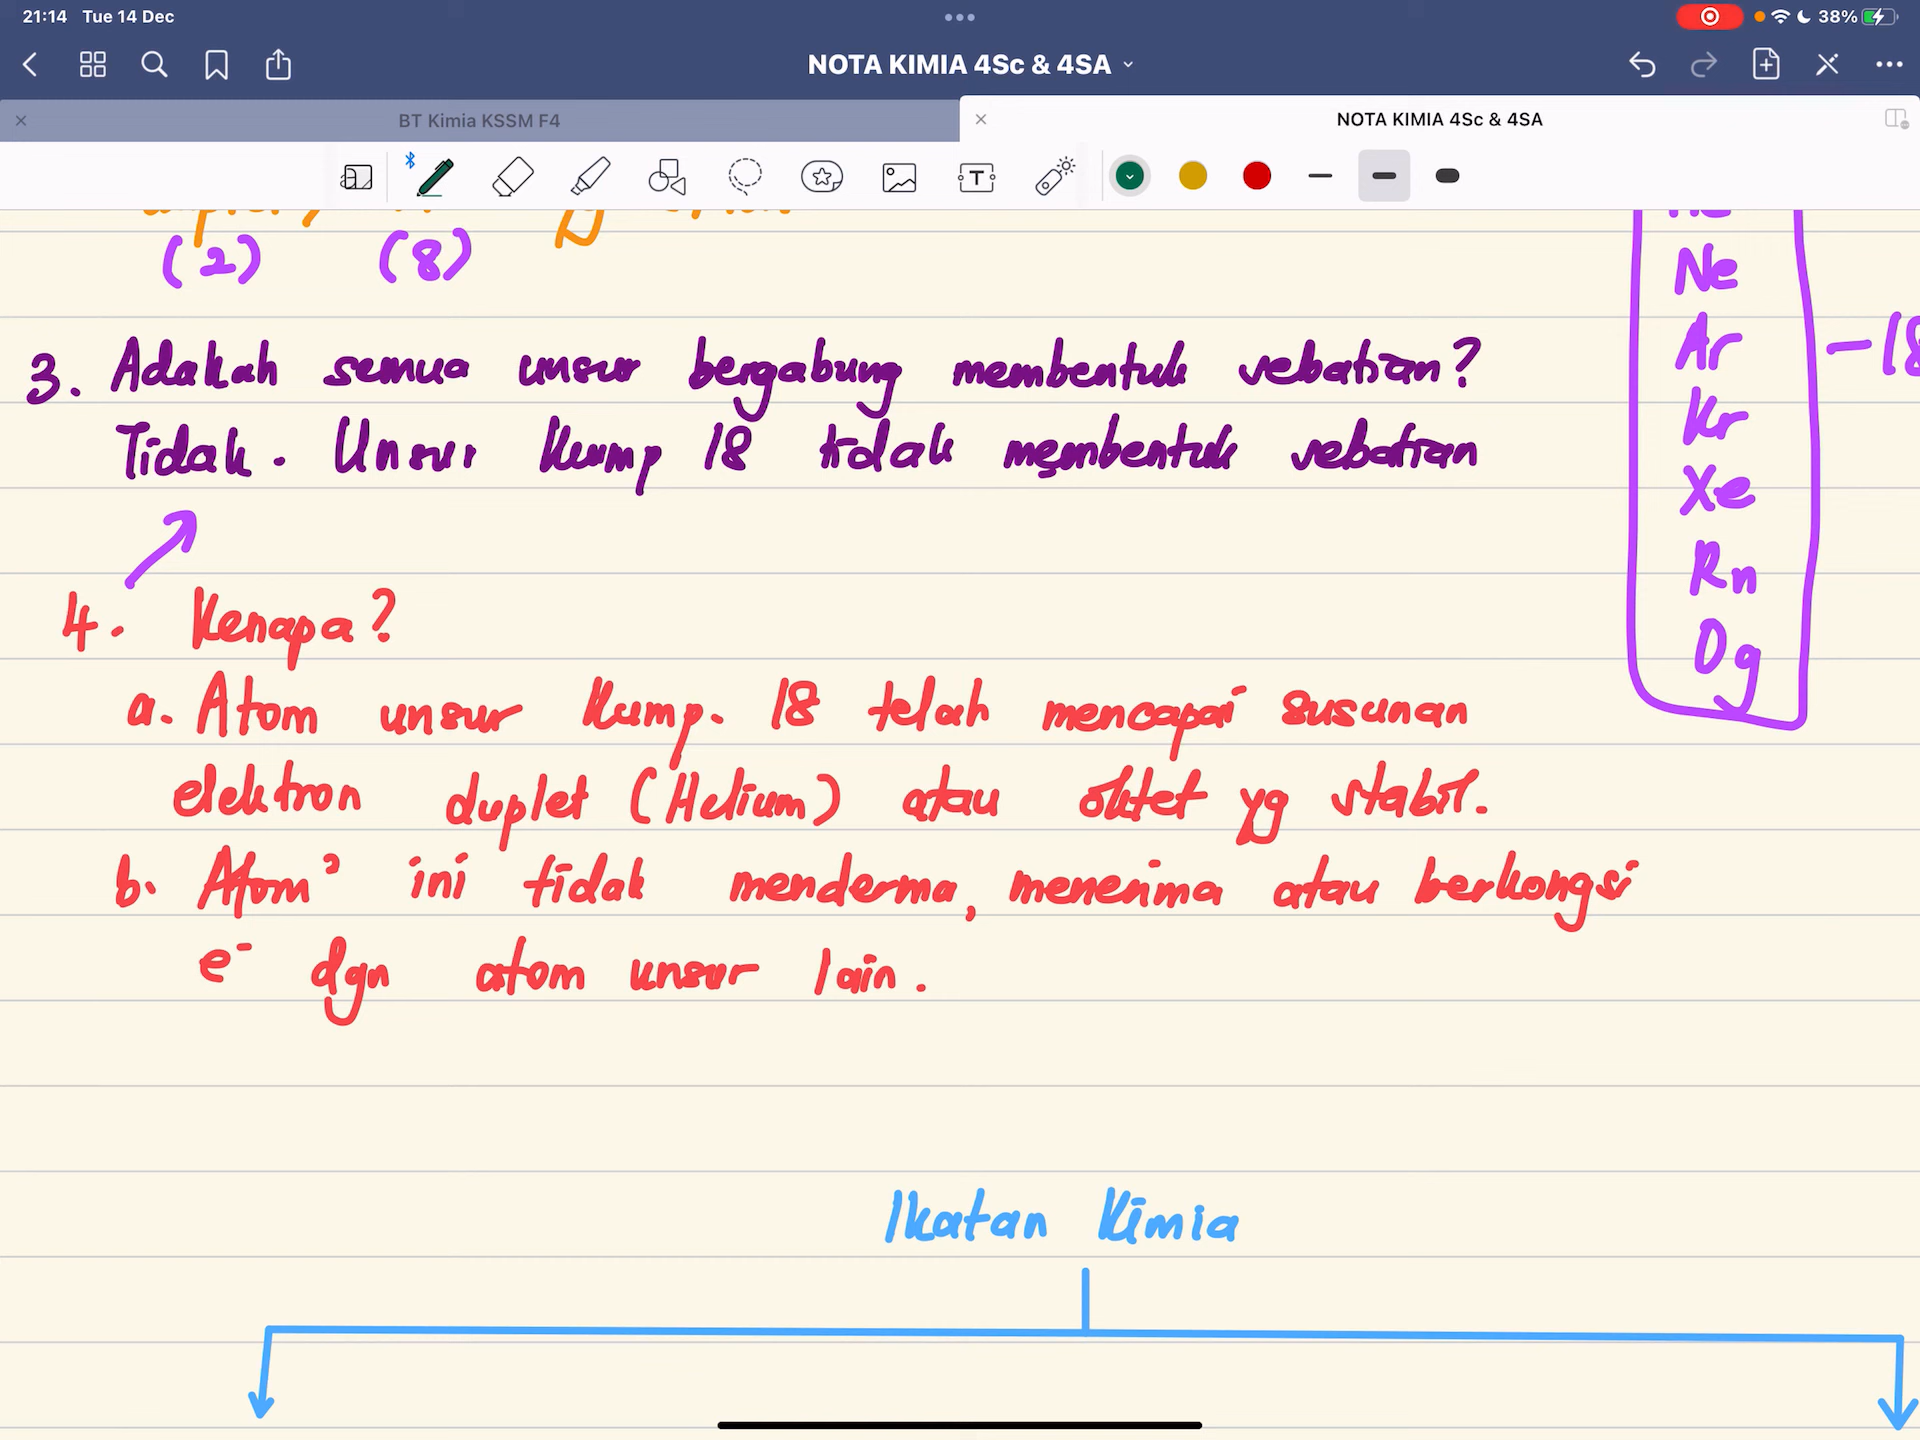 21:14 Tue 14 Dec
38%
NOTA KIMIA 4Sc & 4SA
BT Kimia KSSM F4
NOTA KIMIA 4Sc & 4SA
(2) (8)
Ne
Ar
-18
Kr
Xe
Rn
Og
3. Adakah semua unsur bergabung membentuk sebatian?
Tidak. Unsur Kump 18 tidak membentuk sebatian
4. Kenapa?
a. Atom unsur Kump. 18 telah mencapai susunan
elektron duplet (Helium) atau oktet yg stabil.
b. Atom² ini tidak menderma, menerima atau berkongsi
e⁻ dgn atom unsur lain.
Ikatan Kimia